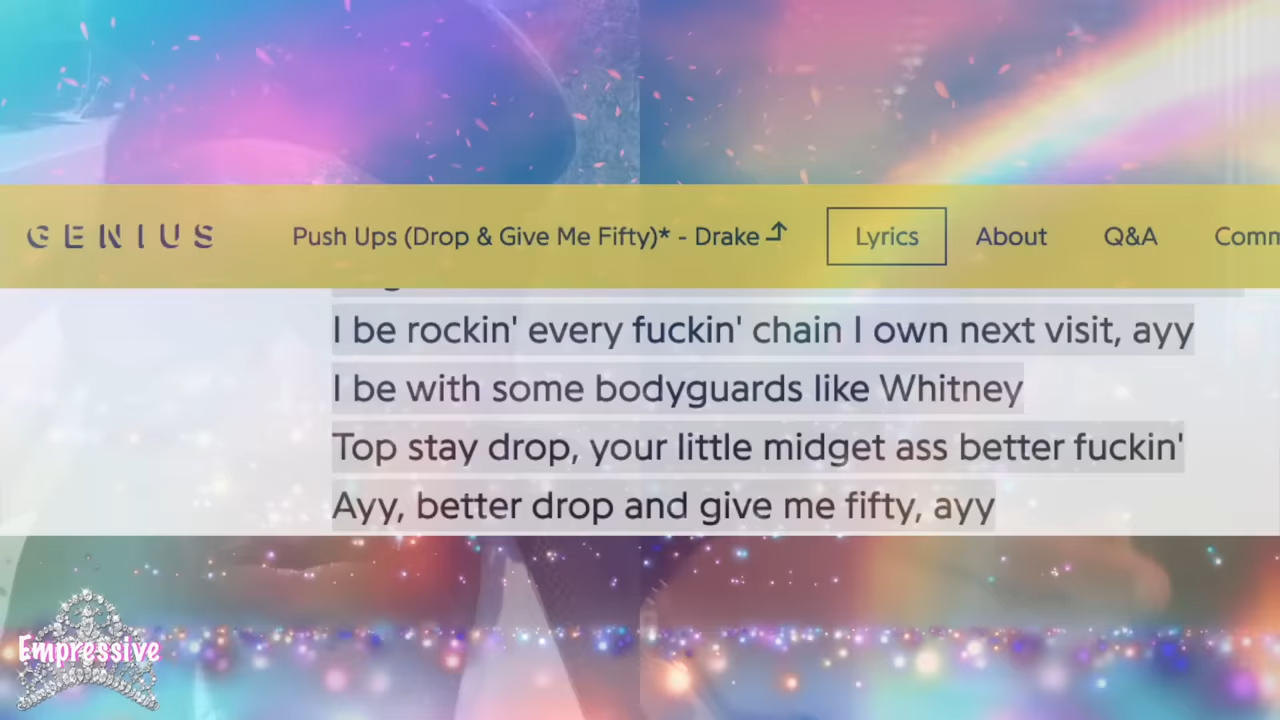 GENIUS Push Ups (Drop & Give Me Fifty)* - Drake Lyrics About Q&A
I be rockin' every fuckin' chain I own next visit, ayy
I be with some bodyguards like Whitney
Top stay drop, your little midget ass better fuckin'
Ayy, better drop and give me fifty, ayy
Empressive